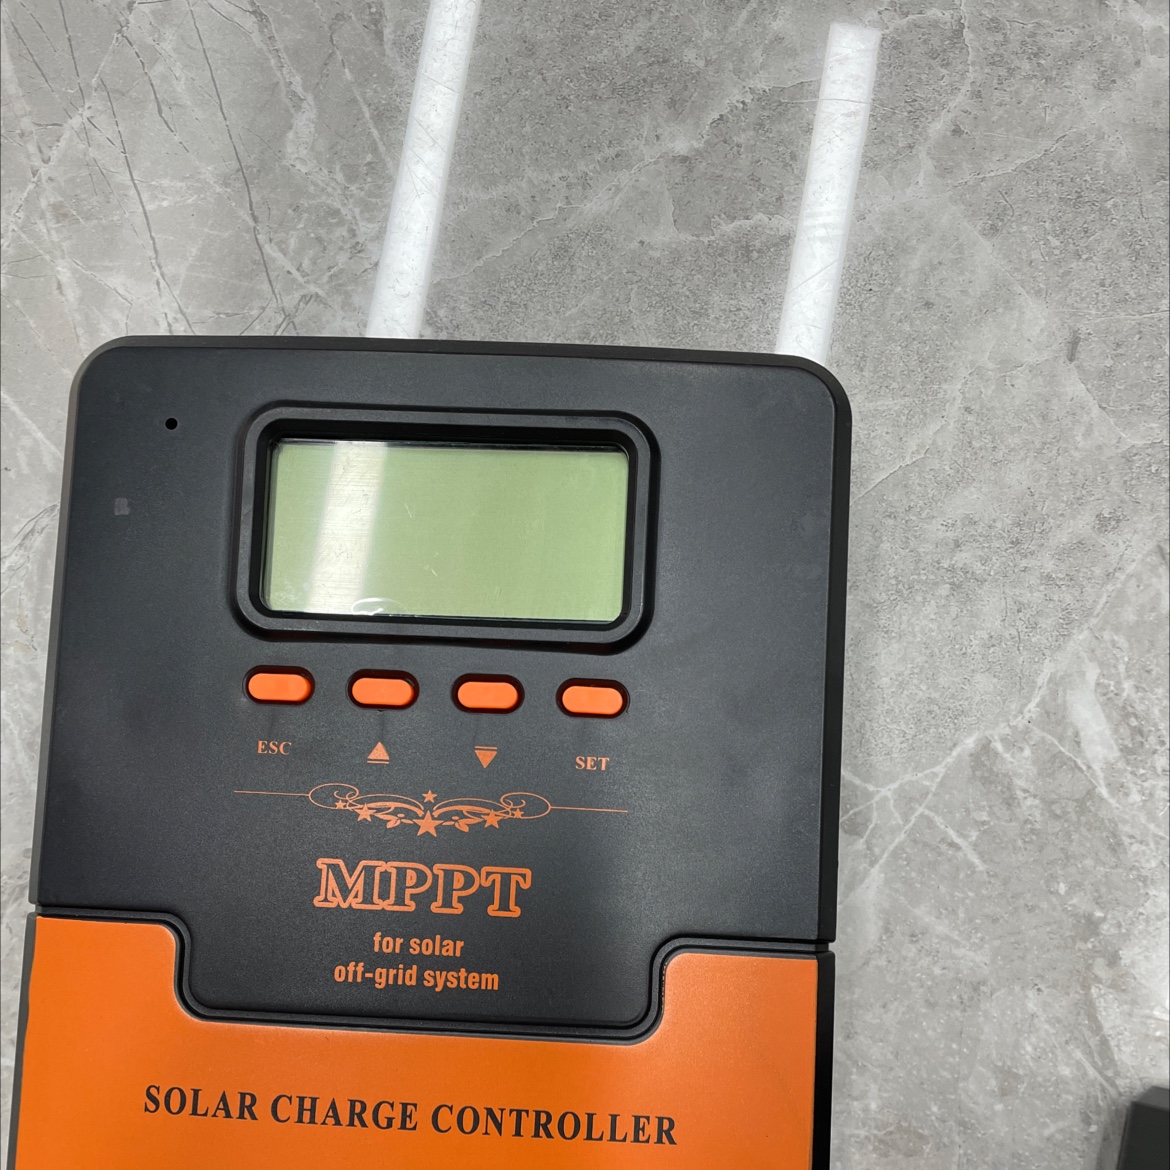 ESC
SET
MPPT
for solar
off-grid system
SOLAR CHARGE CONTROLLER